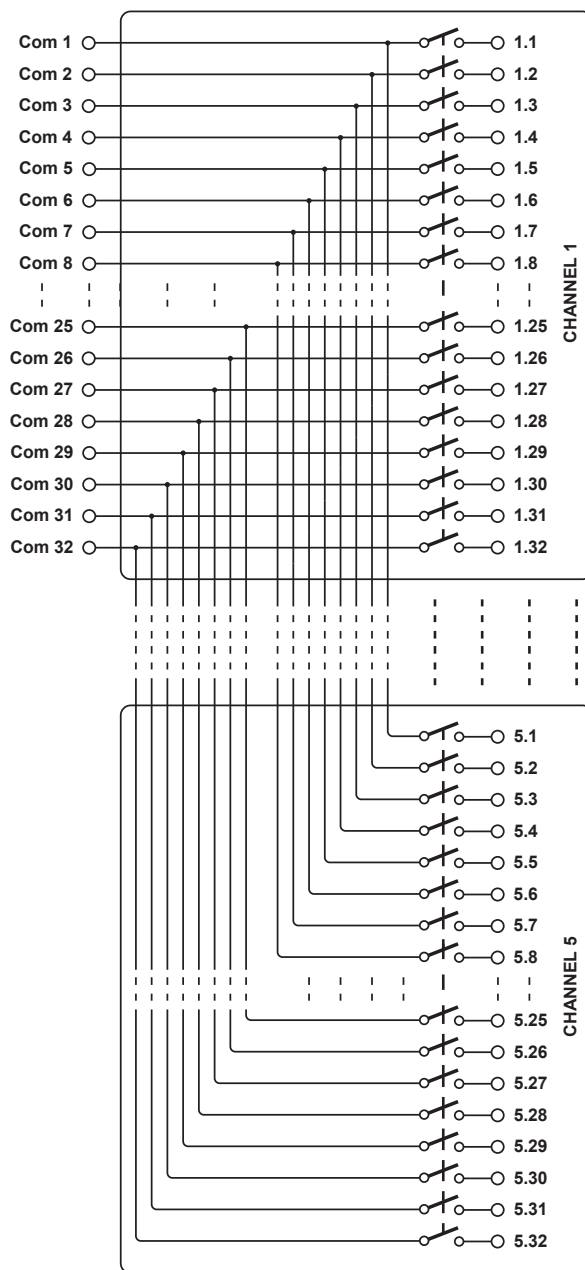 Com 1 1.1
Com 2 1.2
Com 3 1.3
Com 4 1.4
Com 5 1.5
Com 6 1.6
Com 7 1.7
Com 8 1.8
CHANNEL 1
Com 25 1.25
Com 26 1.26
Com 27 1.27
Com 28 1.28
Com 29 1.29
Com 30 1.30
Com 31 1.31
Com 32 1.32
5.1
5.2
5.3
5.4
5.5
5.6
5.7
5.8
CHANNEL 5
5.25
5.26
5.27
5.28
5.29
5.30
5.31
5.32